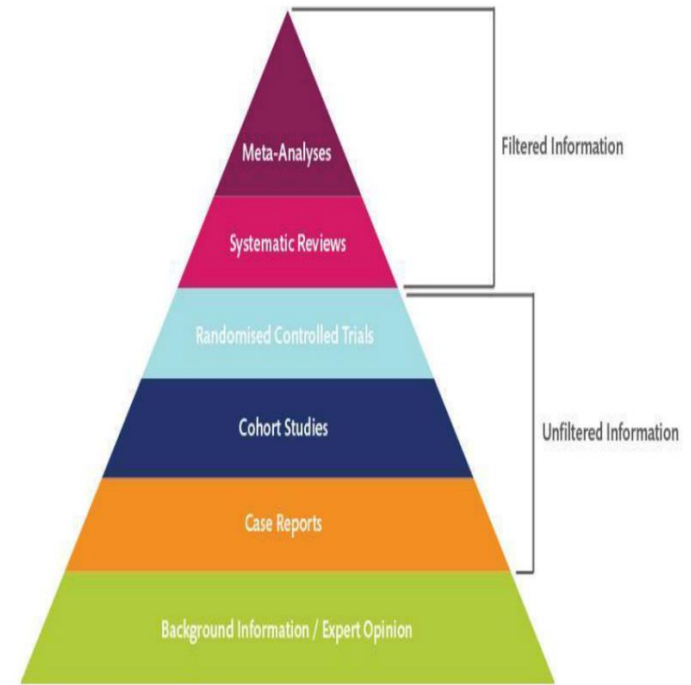 Meta-Analyses
Filtered Information
Systematic Reviews
Randomised Controlled Trials
Cohort Studies
Unfiltered Information
Case Reports
Background Information / Expert Opinion